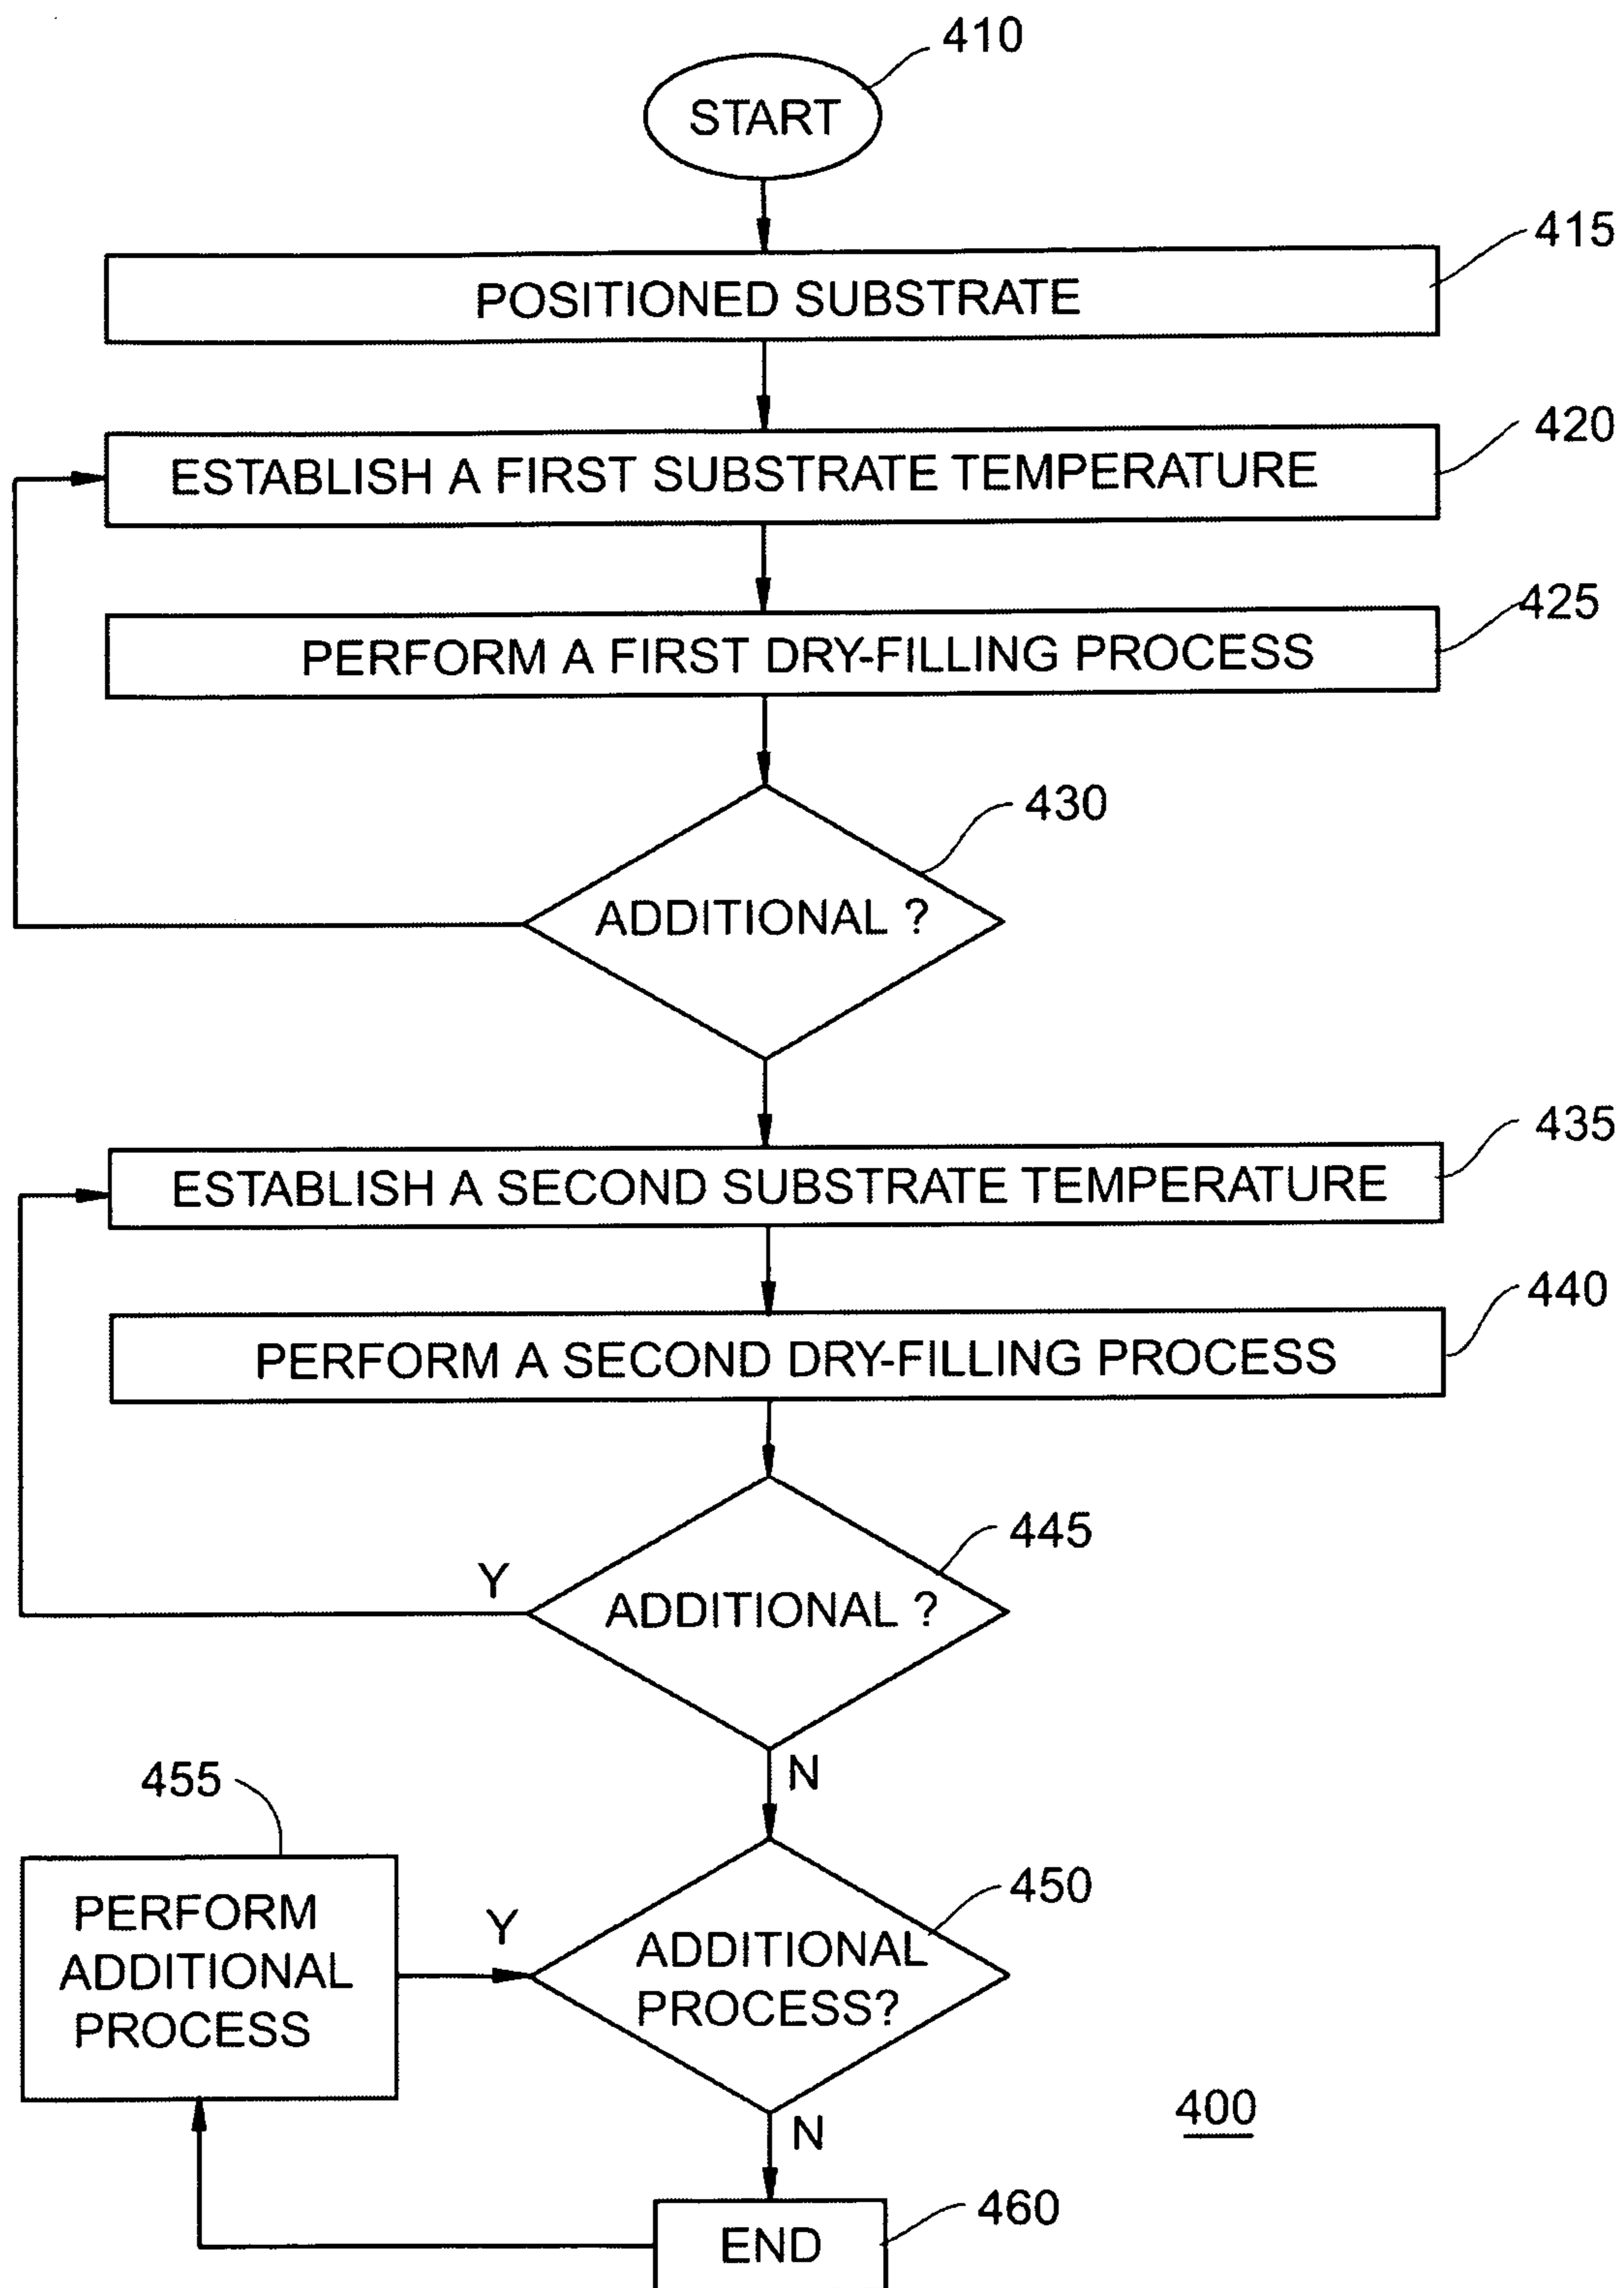 410
START
415
POSITIONED SUBSTRATE
420
ESTABLISH A FIRST SUBSTRATE TEMPERATURE
425
PERFORM A FIRST DRY-FILLING PROCESS
430
ADDITIONAL ?
435
ESTABLISH A SECOND SUBSTRATE TEMPERATURE
440
PERFORM A SECOND DRY-FILLING PROCESS
445
ADDITIONAL ?
Y
N
455
PERFORM
ADDITIONAL
PROCESS
Y
450
ADDITIONAL
PROCESS?
N
400
460
END